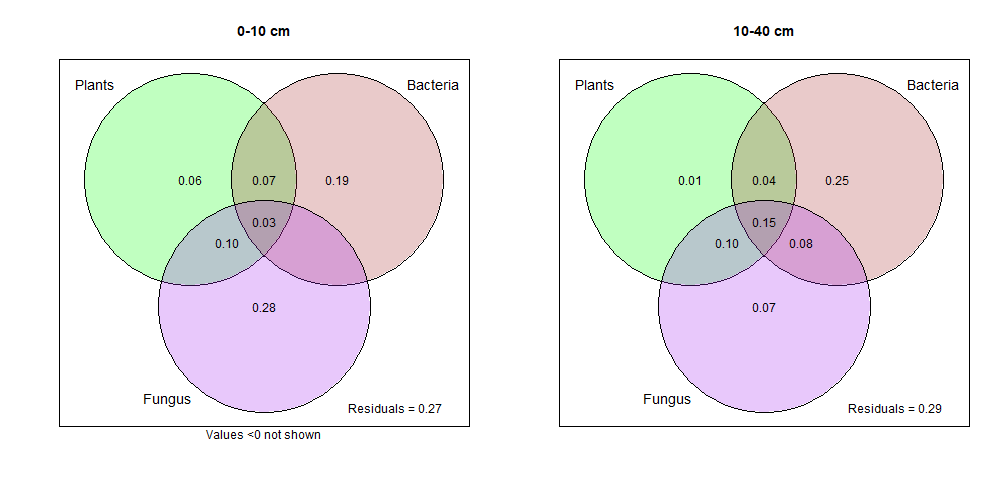 0-10 cm
Plants
Bacteria
0.06
0.07
0.19
0.03
0.10
0.28
Fungus
Residuals = 0.27
Values <0 not shown
10-40 cm
Plants
Bacteria
0.01
0.04
0.25
0.15
0.10
0.08
0.07
Fungus
Residuals = 0.29